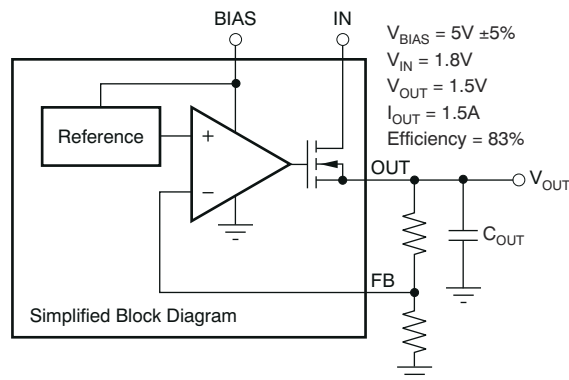 BIAS
IN
V_BIAS = 5V ±5%
V_IN = 1.8V
V_OUT = 1.5V
I_OUT = 1.5A
Efficiency = 83%
Reference
+
−
OUT
V_OUT
C_OUT
FB
Simplified Block Diagram